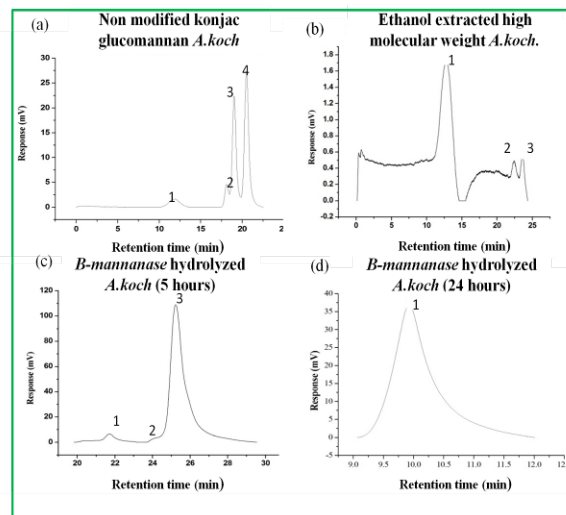 (a)
Non modified konjac
glucomannan A.koch
Response (mV)
30
25
20
15
10
5
0
1
2
3
4
0 5 10 15 20 2
Retention time (min)
(b)
Ethanol extracted high
molecular weight A.koch.
Response (mV)
1.8
1.6
1.4
1.2
1.0
0.8
0.6
0.4
0.2
0.0
-0.2
1
2
3
0 5 10 15 20 25
Retention time (min)
(c)
B-mannanase hydrolyzed
A.koch (5 hours)
Response (mV)
120
100
80
60
40
20
0
1
2
3
20 22 24 26 28 30
Retention time (min)
(d)
B-mannanase hydrolyzed
A.koch (24 hours)
Response (mV)
40
35
30
25
20
15
10
5
0
1
9.0 9.5 10.0 10.5 11.0 11.5 12.0 12.5
Retention time (min)